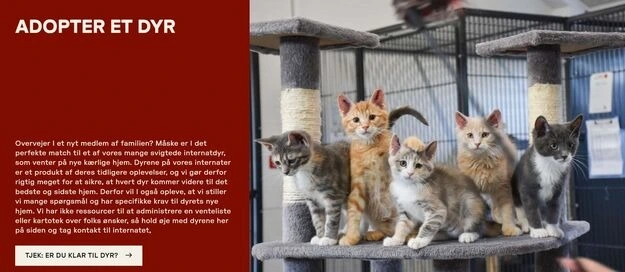 ADOPTER ET DYR
Overvejer I et nyt medlem af familien? Måske er I det
perfekte match til et af vores mange svigtede internatdyr,
som venter på nye kærlige hjem. Dyrene på vores internater
er et produkt af deres tidligere oplevelser, og vi gør derfor
rigtig meget for at sikre, at hvert dyr kommer videre til det
bedste og sidste hjem. Derfor vil I også opleve, at vi stiller
vi mange spørgsmål og har specifikke krav til dyrets nye
hjem. Vi har ikke ressourcer til at administrere en venteliste
eller kartotek over folks ønsker, så hold øje med dyrene her
på siden og tag kontakt til internatet,
TJEK: ER DU KLAR TIL DYR? →